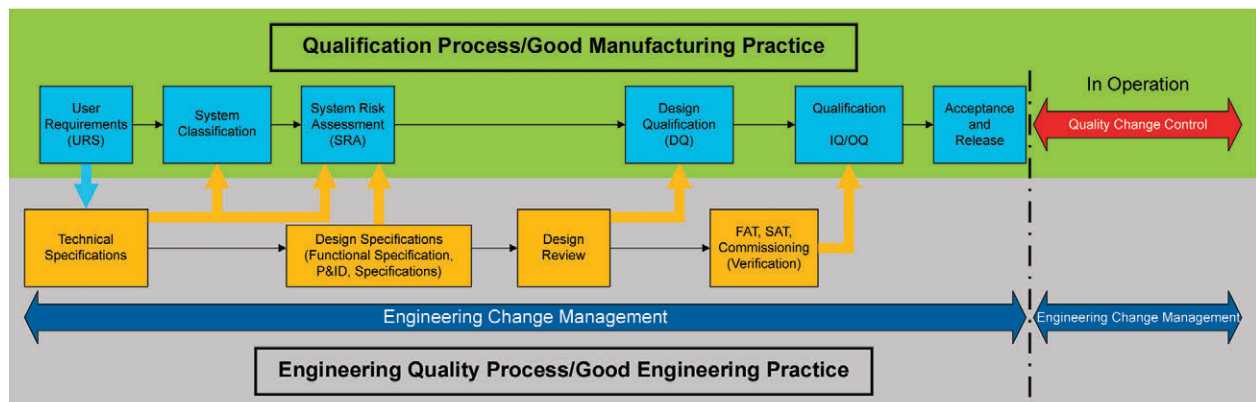 Qualification Process/Good Manufacturing Practice
In Operation
User
Requirements
(URS)
System
Classification
System Risk
Assessment
(SRA)
Design
Qualification
(DQ)
Qualification
IQ/OQ
Acceptance
and
Release
Quality Change Control
Technical
Specifications
Design Specifications
(Functional Specification,
P&ID, Specifications)
Design
Review
FAT, SAT,
Commissioning
(Verification)
Engineering Change Management
Engineering Change Management
Engineering Quality Process/Good Engineering Practice